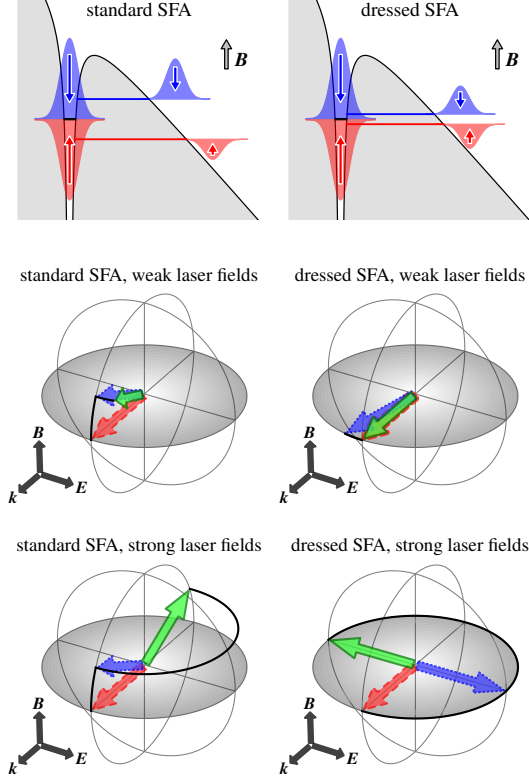 standard SFA
dressed SFA
B
B
standard SFA, weak laser fields
dressed SFA, weak laser fields
B
k
E
B
k
E
standard SFA, strong laser fields
dressed SFA, strong laser fields
B
k
E
B
k
E